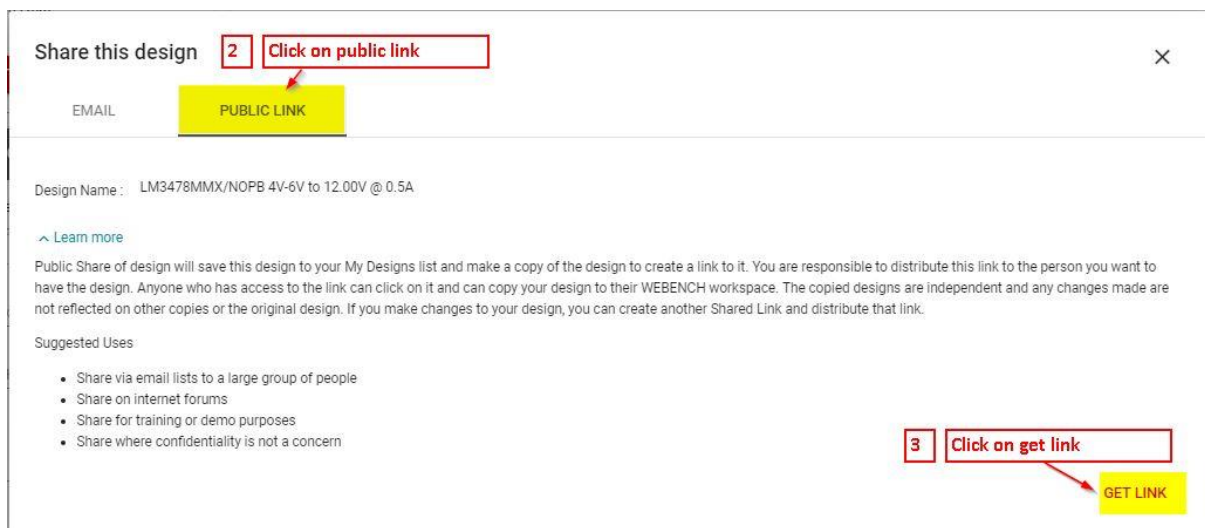 Share this design
2 Click on public link
EMAIL PUBLIC LINK
Design Name : LM3478MMX/NOPB 4V-6V to 12.00V @ 0.5A
Learn more
Public Share of design will save this design to your My Designs list and make a copy of the design to create a link to it. You are responsible to distribute this link to the person you want to
have the design. Anyone who has access to the link can click on it and can copy your design to their WEBENCH workspace. The copied designs are independent and any changes made are
not reflected on other copies or the original design. If you make changes to your design, you can create another Shared Link and distribute that link.
Suggested Uses
• Share via email lists to a large group of people
• Share on internet forums
• Share for training or demo purposes
• Share where confidentiality is not a concern
3 Click on get link
GET LINK